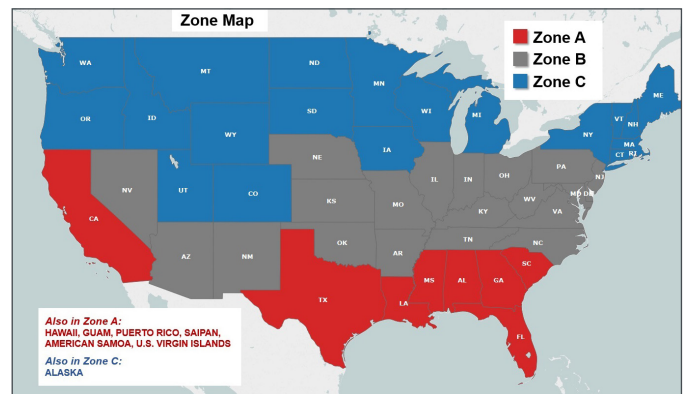 Zone Map
Zone A
Zone B
Zone C
WA
MT
ND
MN
ME
OR
ID
SD
WI
MI
VT
NH
WY
NY
MA
IA
CT
RI
NE
PA
NV
UT
CO
IL
IN
OH
NJ
CA
KS
MO
WV
MD
DE
VA
KY
AZ
NM
OK
AR
TN
NC
SC
TX
LA
MS
AL
GA
FL
Also in Zone A:
HAWAII, GUAM, PUERTO RICO, SAIPAN,
AMERICAN SAMOA, U.S. VIRGIN ISLANDS
Also in Zone C:
ALASKA